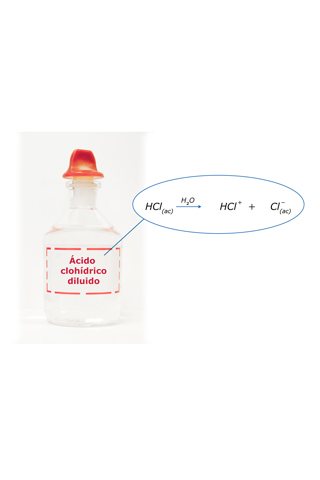 Ácido
clohídrico
diluido
HCl(ac) H₂O→ HCl⁺ + Cl⁻(ac)